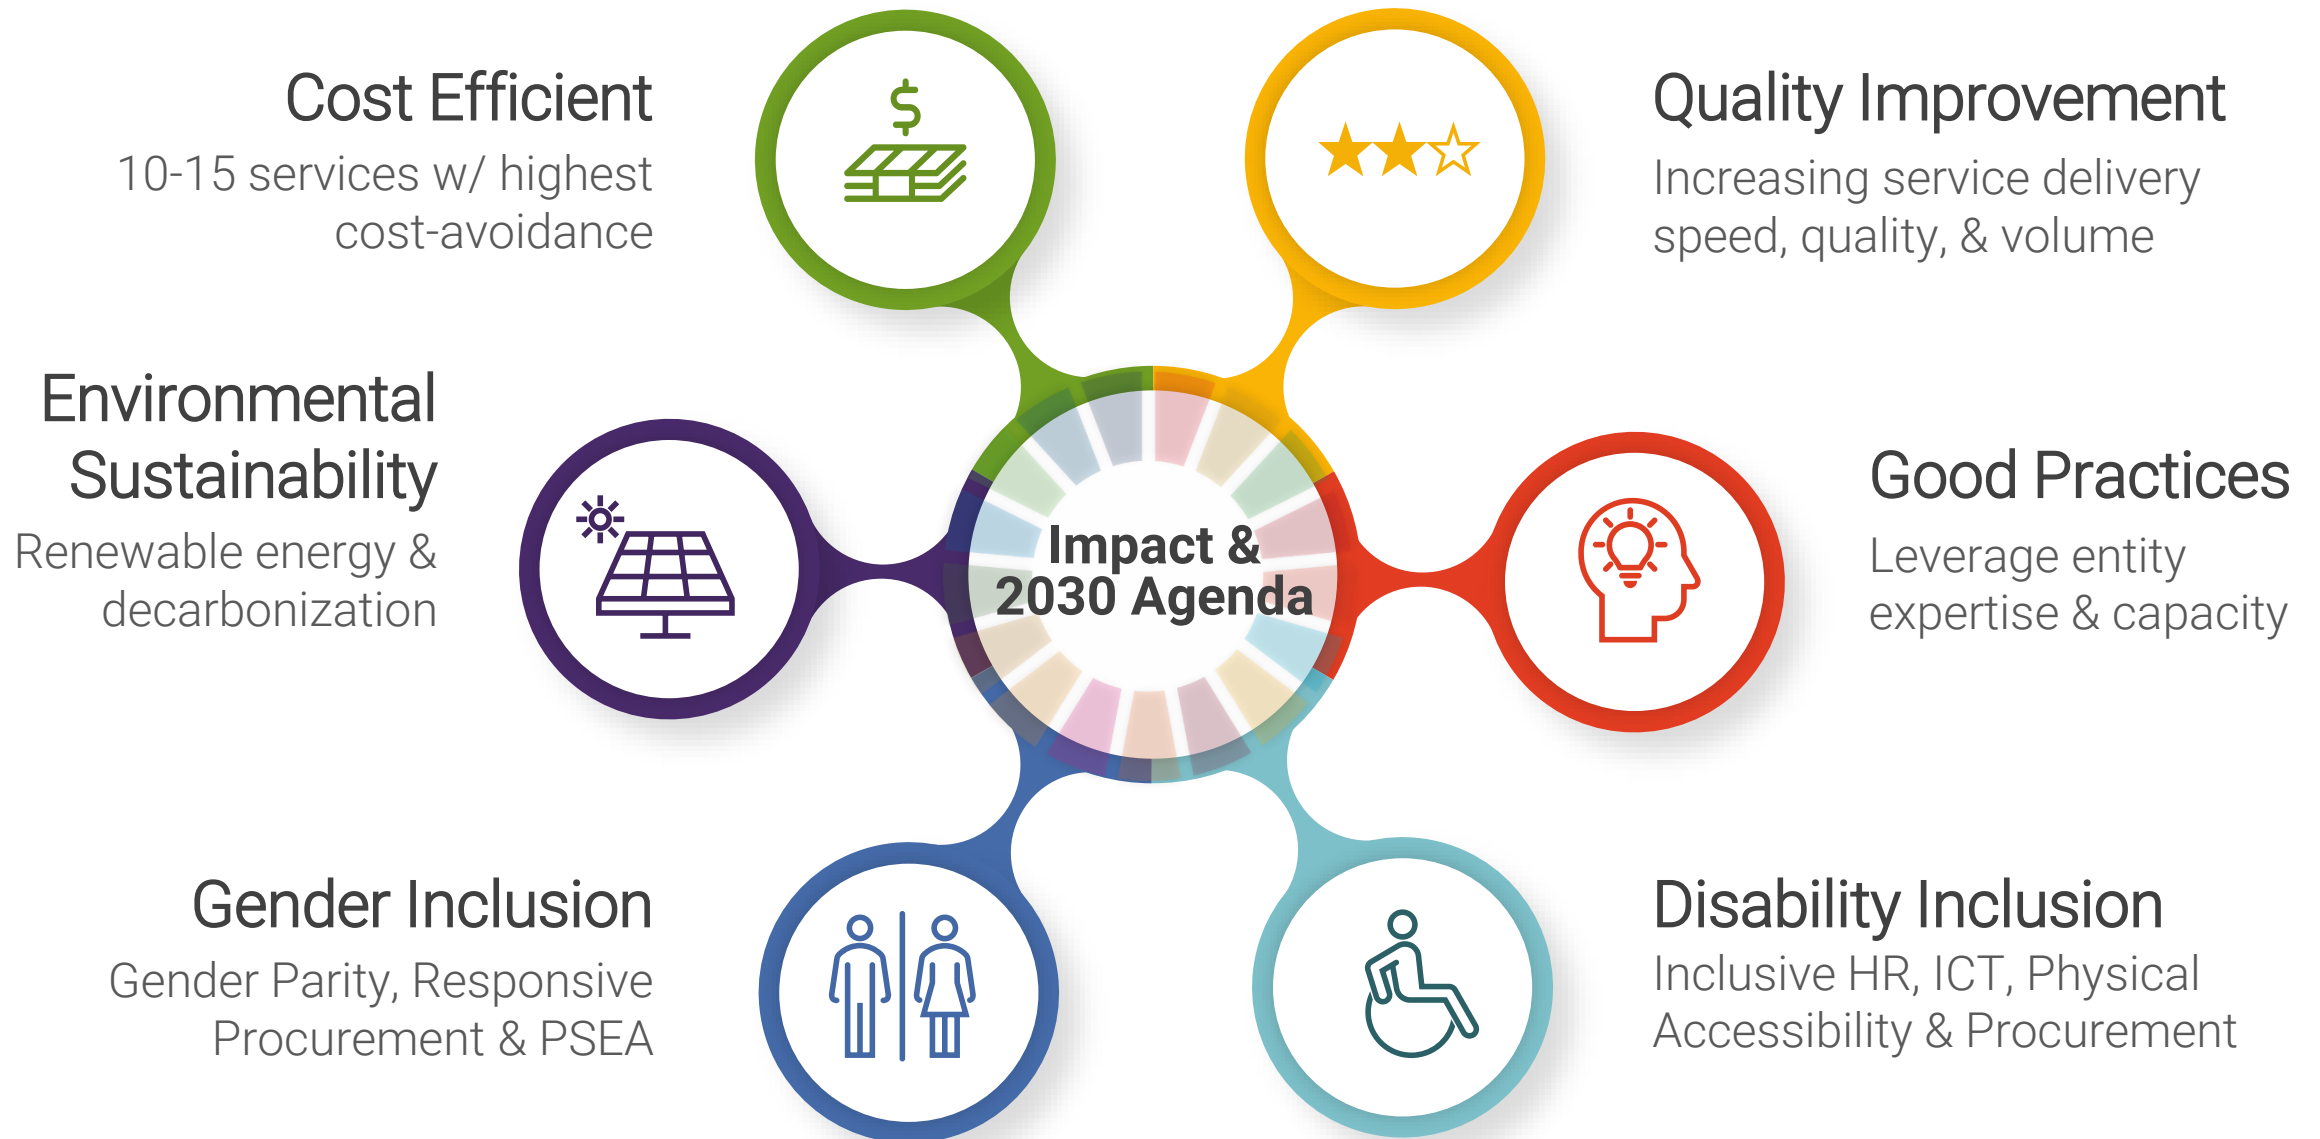 Cost Efficient
10-15 services w/ highest
cost-avoidance
Quality Improvement
Increasing service delivery
speed, quality, & volume
Environmental
Sustainability
Renewable energy &
decarbonization
Impact &
2030 Agenda
Good Practices
Leverage entity
expertise & capacity
Gender Inclusion
Gender Parity, Responsive
Procurement & PSEA
Disability Inclusion
Inclusive HR, ICT, Physical
Accessibility & Procurement